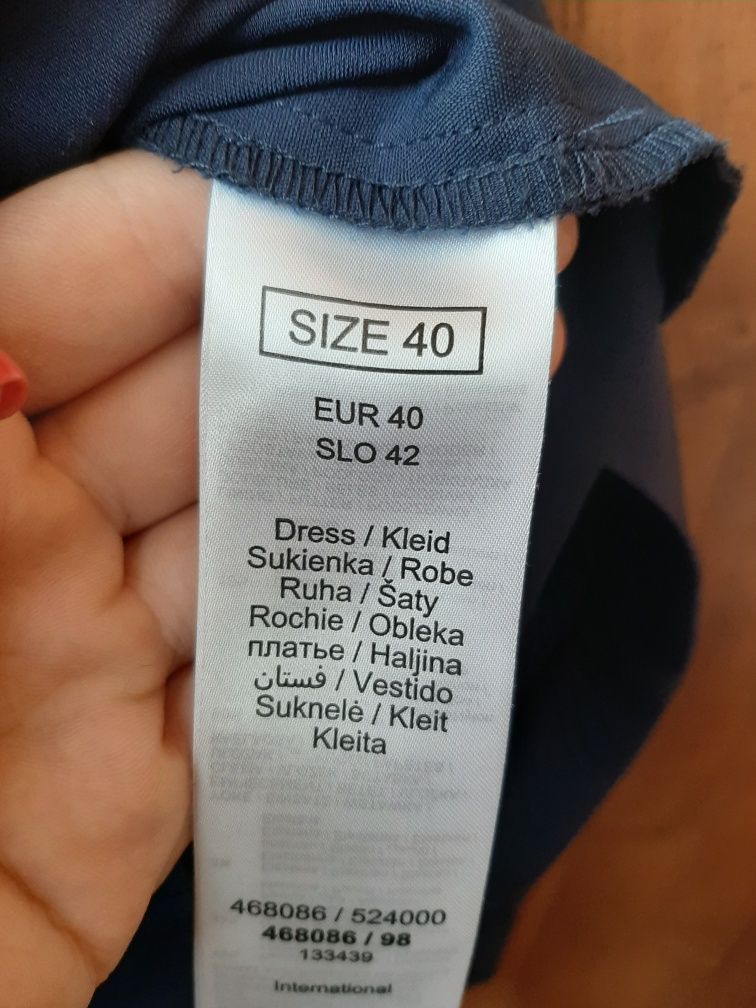 SIZE 40
EUR 40
SLO 42
Dress / Kleid
Sukienka / Robe
Ruha / Šaty
Rochie / Obleka
платье / Haljina
فستان / Vestido
Suknelė / Kleit
Kleita
468086 / 524000
468086 / 98
133439
International